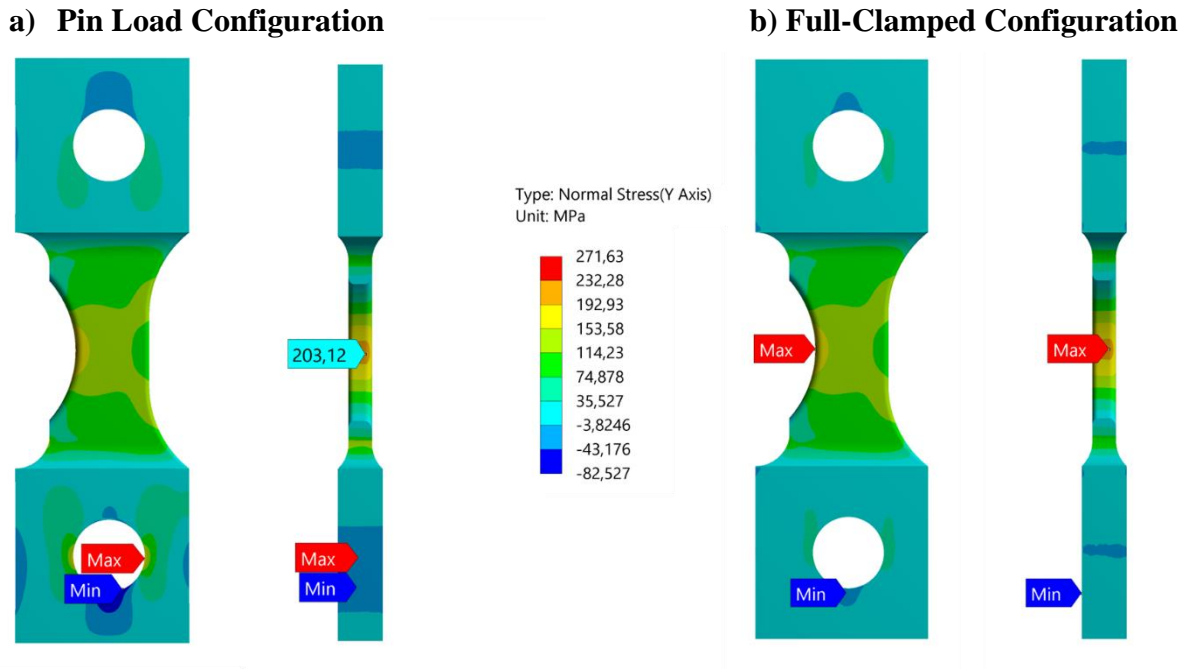 a) Pin Load Configuration
b) Full-Clamped Configuration
Type: Normal Stress(Y Axis)
Unit: MPa
271,63
232,28
192,93
153,58
114,23
74,878
35,527
-3,8246
-43,176
-82,527
203,12
Max
Min
Max
Min
Max
Max
Min
Min